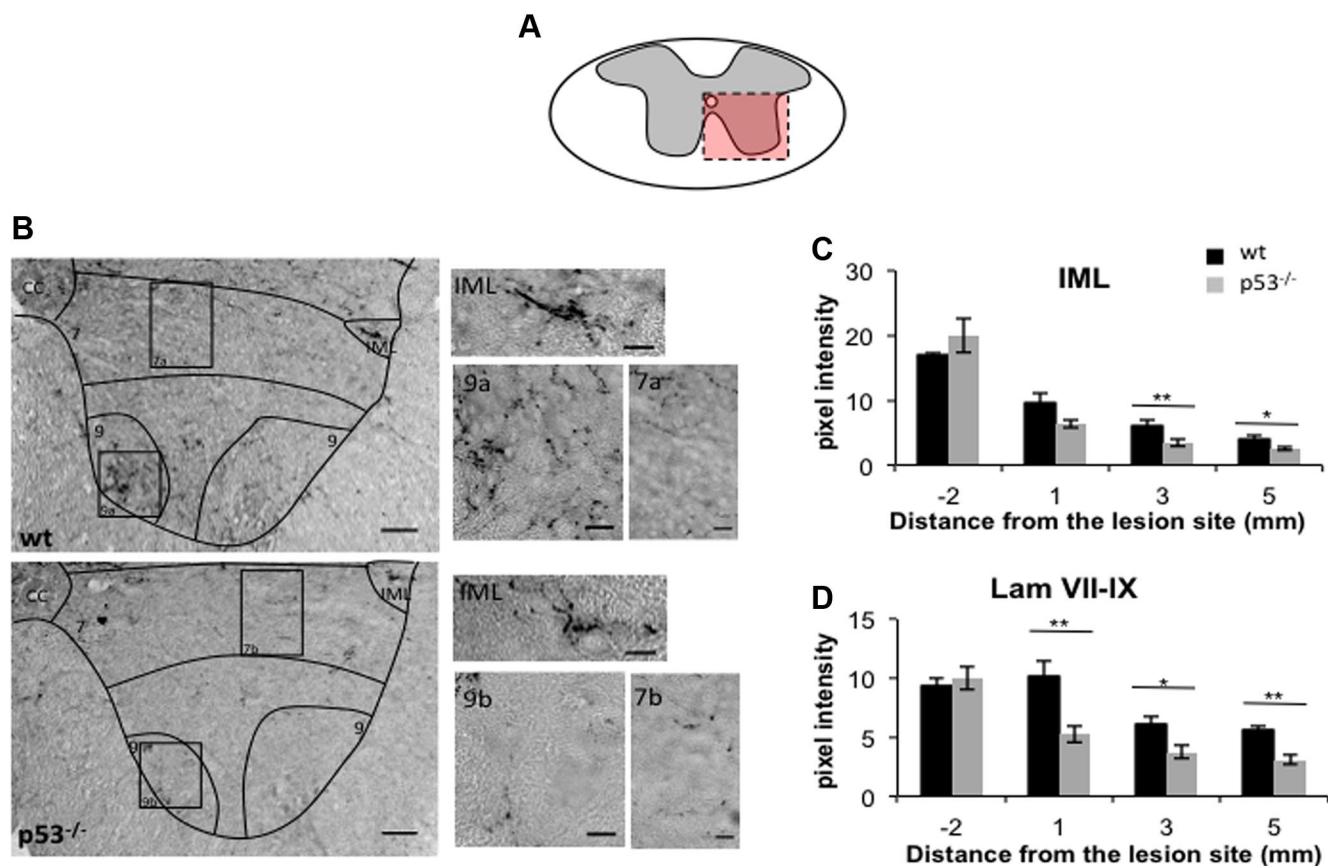 A
B
CC
7
7a
IML
9
9
9a
wt
IML
9a
7a
CC
7
7b
IML
9
9
9b
p53-/-
IML
9b
7b
C
IML
wt
p53-/-
pixel intensity
30
20
10
0
**
*
-2 1 3 5
Distance from the lesion site (mm)
D
Lam VII-IX
pixel intensity
15
10
5
0
**
*
**
-2 1 3 5
Distance from the lesion site (mm)